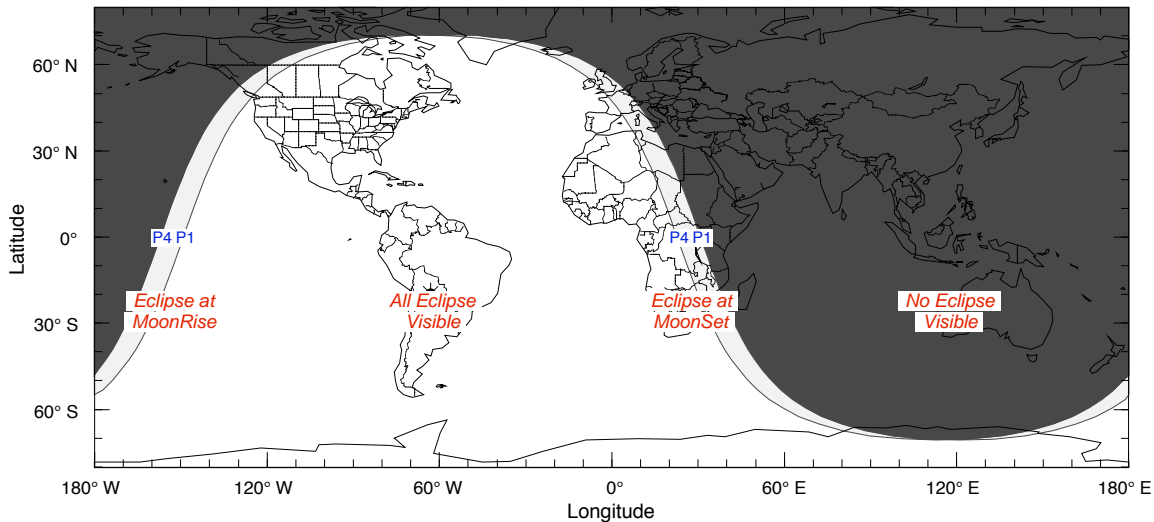 60° N
30° N
0°
30° S
60° S
Latitude
P4 P1
P4 P1
Eclipse at
MoonRise
All Eclipse
Visible
Eclipse at
MoonSet
No Eclipse
Visible
180° W
120° W
60° W
0°
60° E
120° E
180° E
Longitude